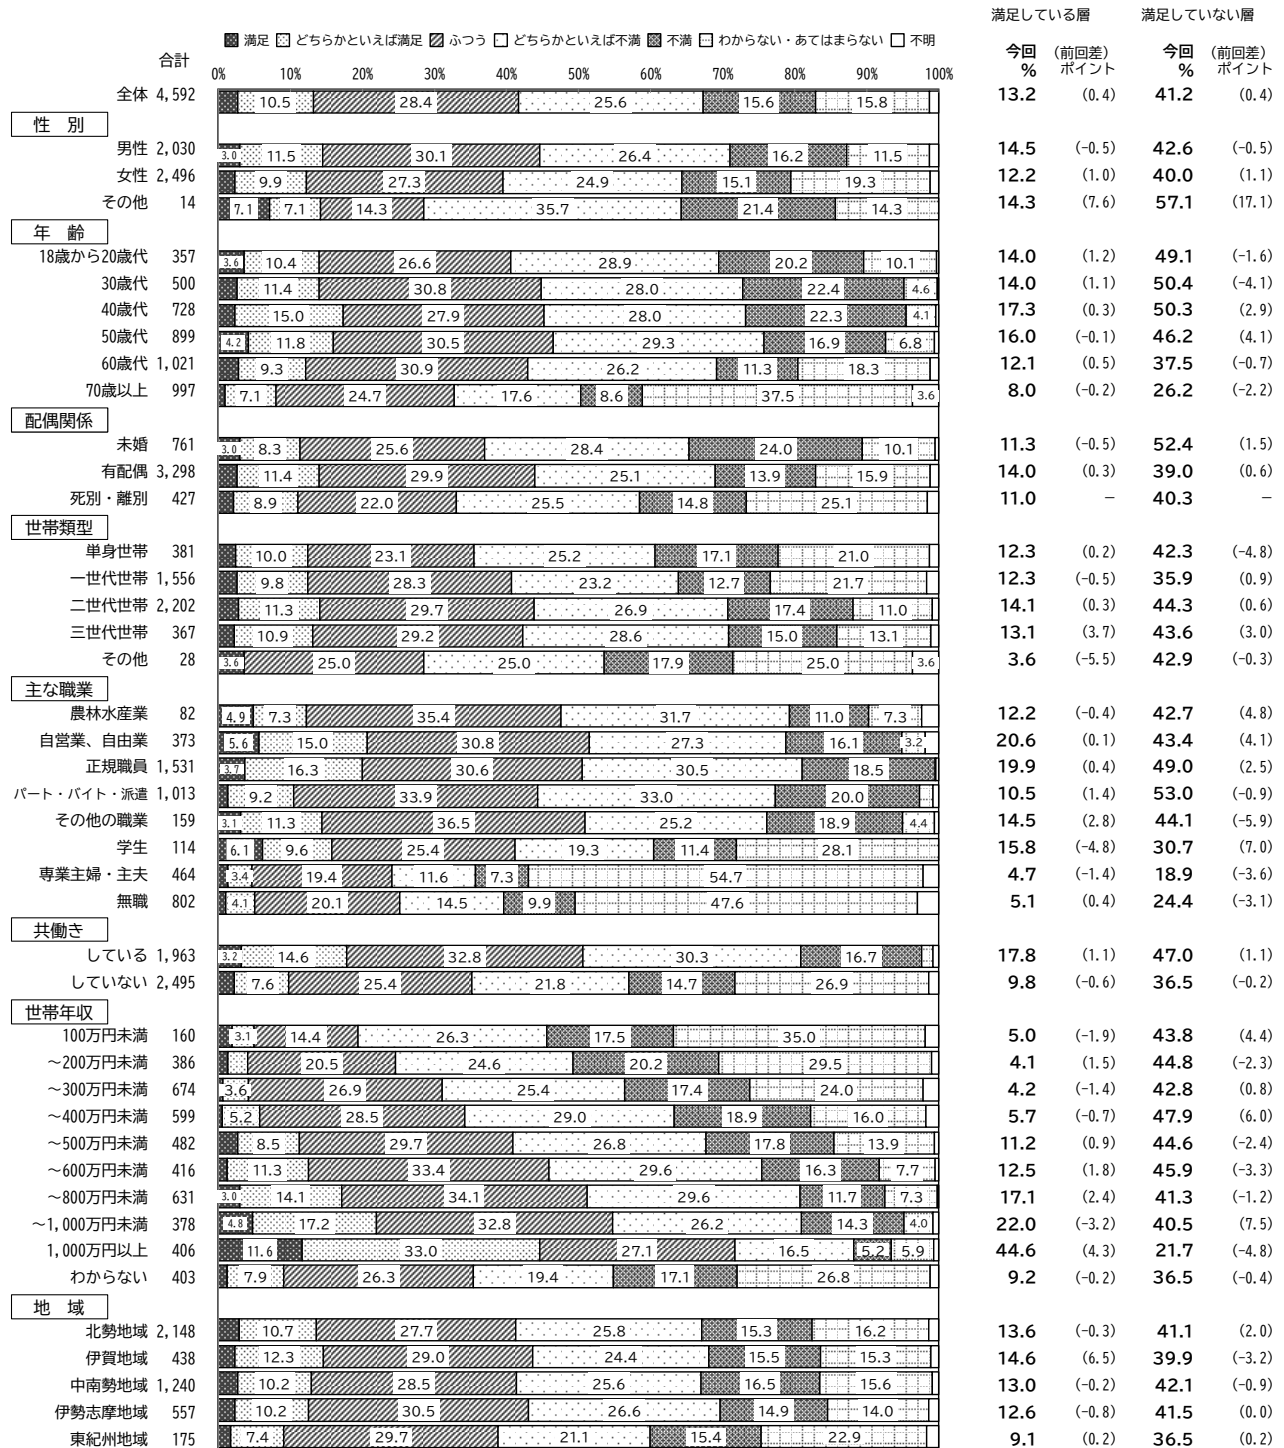 満足している層 満足していない層
満足 どちらかといえば満足 ふつう どちらかといえば不満 不満 わからない・あてはまらない 不明
合計 今回 (前回差) 今回 (前回差)
0% 10% 20% 30% 40% 50% 60% 70% 80% 90% 100% % ポイント % ポイント
全体 4,592 10.5 28.4 25.6 15.6 15.8 13.2 (0.4) 41.2 (0.4)
性 別
男性 2,030 3.0 11.5 30.1 26.4 16.2 11.5 14.5 (-0.5) 42.6 (-0.5)
女性 2,496 9.9 27.3 24.9 15.1 19.3 12.2 (1.0) 40.0 (1.1)
その他 14 7.1 7.1 14.3 35.7 21.4 14.3 14.3 (7.6) 57.1 (17.1)
年 齢
18歳から20歳代 357 3.6 10.4 26.6 28.9 20.2 10.1 14.0 (1.2) 49.1 (-1.6)
30歳代 500 11.4 30.8 28.0 22.4 4.6 14.0 (1.1) 50.4 (-4.1)
40歳代 728 15.0 27.9 28.0 22.3 4.1 17.3 (0.3) 50.3 (2.9)
50歳代 899 4.2 11.8 30.5 29.3 16.9 6.8 16.0 (-0.1) 46.2 (4.1)
60歳代 1,021 9.3 30.9 26.2 11.3 18.3 12.1 (0.5) 37.5 (-0.7)
70歳以上 997 7.1 24.7 17.6 8.6 37.5 3.6 8.0 (-0.2) 26.2 (-2.2)
配偶関係
未婚 761 3.0 8.3 25.6 28.4 24.0 10.1 11.3 (-0.5) 52.4 (1.5)
有配偶 3,298 11.4 29.9 25.1 13.9 15.9 14.0 (0.3) 39.0 (0.6)
死別・離別 427 8.9 22.0 25.5 14.8 25.1 11.0 － 40.3 －
世帯類型
単身世帯 381 10.0 23.1 25.2 17.1 21.0 12.3 (0.2) 42.3 (-4.8)
一世代世帯 1,556 9.8 28.3 23.2 12.7 21.7 12.3 (-0.5) 35.9 (0.9)
二世代世帯 2,202 11.3 29.7 26.9 17.4 11.0 14.1 (0.3) 44.3 (0.6)
三世代世帯 367 10.9 29.2 28.6 15.0 13.1 13.1 (3.7) 43.6 (3.0)
その他 28 3.6 25.0 25.0 17.9 25.0 3.6 3.6 (-5.5) 42.9 (-0.3)
主な職業
農林水産業 82 4.9 7.3 35.4 31.7 11.0 7.3 12.2 (-0.4) 42.7 (4.8)
自営業、自由業 373 5.6 15.0 30.8 27.3 16.1 3.2 20.6 (0.1) 43.4 (4.1)
正規職員 1,531 3.7 16.3 30.6 30.5 18.5 19.9 (0.4) 49.0 (2.5)
パート・バイト・派遣 1,013 9.2 33.9 33.0 20.0 10.5 (1.4) 53.0 (-0.9)
その他の職業 159 3.1 11.3 36.5 25.2 18.9 4.4 14.5 (2.8) 44.1 (-5.9)
学生 114 6.1 9.6 25.4 19.3 11.4 28.1 15.8 (-4.8) 30.7 (7.0)
専業主婦・主夫 464 3.4 19.4 11.6 7.3 54.7 4.7 (-1.4) 18.9 (-3.6)
無職 802 4.1 20.1 14.5 9.9 47.6 5.1 (0.4) 24.4 (-3.1)
共働き
している 1,963 3.2 14.6 32.8 30.3 16.7 17.8 (1.1) 47.0 (1.1)
していない 2,495 7.6 25.4 21.8 14.7 26.9 9.8 (-0.6) 36.5 (-0.2)
世帯年収
100万円未満 160 3.1 14.4 26.3 17.5 35.0 5.0 (-1.9) 43.8 (4.4)
～200万円未満 386 20.5 24.6 20.2 29.5 4.1 (1.5) 44.8 (-2.3)
～300万円未満 674 3.6 26.9 25.4 17.4 24.0 4.2 (-1.4) 42.8 (0.8)
～400万円未満 599 5.2 28.5 29.0 18.9 16.0 5.7 (-0.7) 47.9 (6.0)
～500万円未満 482 8.5 29.7 26.8 17.8 13.9 11.2 (0.9) 44.6 (-2.4)
～600万円未満 416 11.3 33.4 29.6 16.3 7.7 12.5 (1.8) 45.9 (-3.3)
～800万円未満 631 3.0 14.1 34.1 29.6 11.7 7.3 17.1 (2.4) 41.3 (-1.2)
～1,000万円未満 378 4.8 17.2 32.8 26.2 14.3 4.0 22.0 (-3.2) 40.5 (7.5)
1,000万円以上 406 11.6 33.0 27.1 16.5 5.2 5.9 44.6 (4.3) 21.7 (-4.8)
わからない 403 7.9 26.3 19.4 17.1 26.8 9.2 (-0.2) 36.5 (-0.4)
地 域
北勢地域 2,148 10.7 27.7 25.8 15.3 16.2 13.6 (-0.3) 41.1 (2.0)
伊賀地域 438 12.3 29.0 24.4 15.5 15.3 14.6 (6.5) 39.9 (-3.2)
中南勢地域 1,240 10.2 28.5 25.6 16.5 15.6 13.0 (-0.2) 42.1 (-0.9)
伊勢志摩地域 557 10.2 30.5 26.6 14.9 14.0 12.6 (-0.8) 41.5 (0.0)
東紀州地域 175 7.4 29.7 21.1 15.4 22.9 9.1 (0.2) 36.5 (0.2)